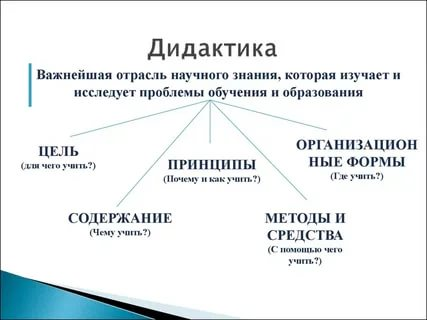 Дидактика
Важнейшая отрасль научного знания, которая изучает и
исследует проблемы обучения и образования
ЦЕЛЬ
(для чего учить?)
ПРИНЦИПЫ
(Почему и как учить?)
ОРГАНИЗАЦИОН
НЫЕ ФОРМЫ
(Где учить?)
СОДЕРЖАНИЕ
(Чему учить?)
МЕТОДЫ И
СРЕДСТВА
(С помощью чего
учить?)